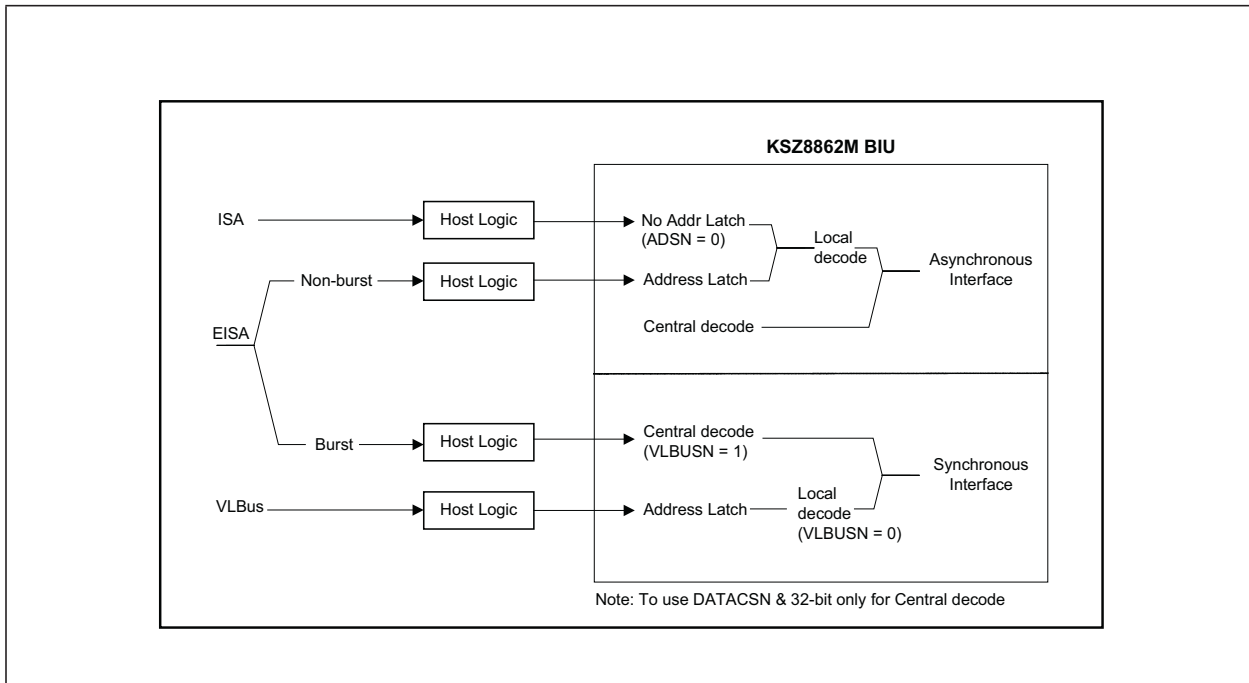 KSZ8862M BIU
ISA
Host Logic
No Addr Latch
(ADSN = 0)
Local
decode
Asynchronous
Interface
Non-burst
Host Logic
Address Latch
EISA
Central decode
Burst
Host Logic
Central decode
(VLBUSN = 1)
Synchronous
Interface
VLBus
Host Logic
Address Latch
Local
decode
(VLBUSN = 0)
Note: To use DATACSN & 32-bit only for Central decode